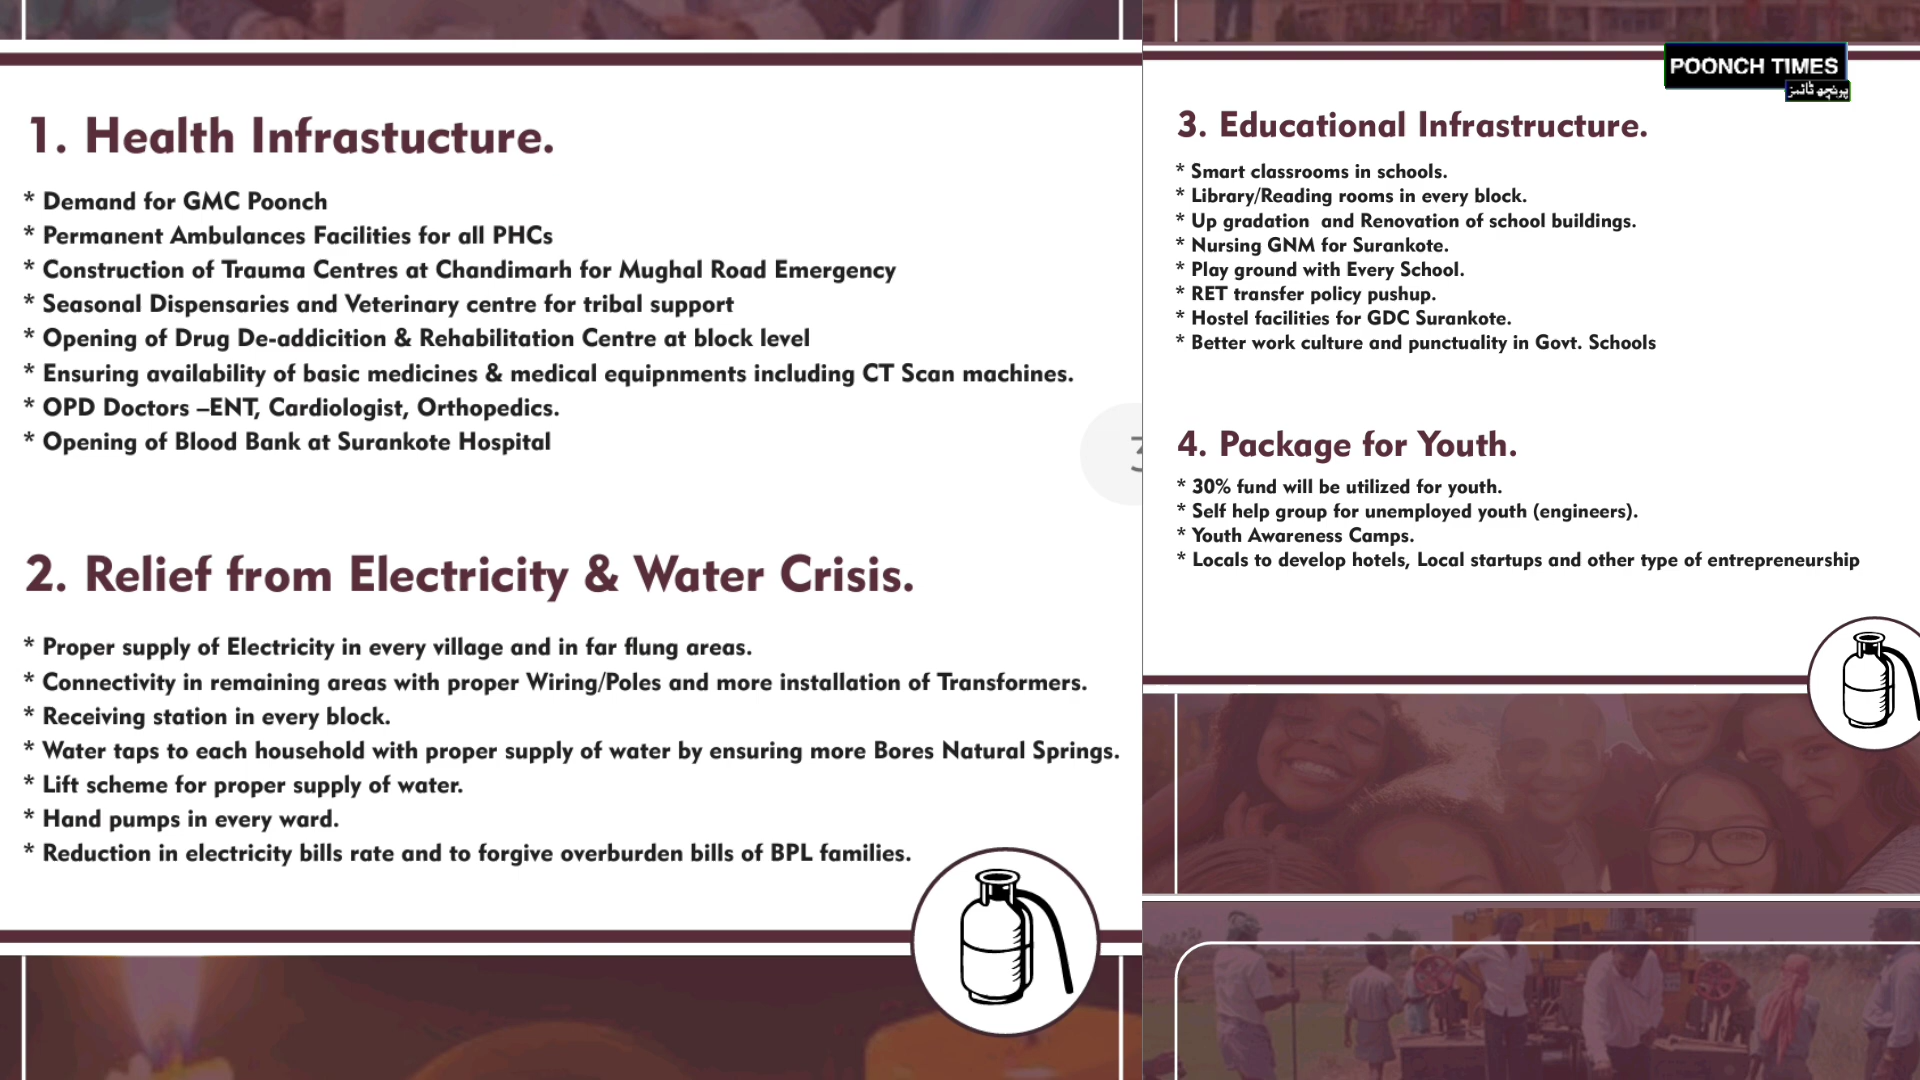 1. Health Infrastucture.
* Demand for GMC Poonch
* Permanent Ambulances Facilities for all PHCs
* Construction of Trauma Centres at Chandimarh for Mughal Road Emergency
* Seasonal Dispensaries and Veterinary centre for tribal support
* Opening of Drug De-addicition & Rehabilitation Centre at block level
* Ensuring availability of basic medicines & medical equipnments including CT Scan machines.
* OPD Doctors –ENT, Cardiologist, Orthopedics.
* Opening of Blood Bank at Surankote Hospital
2. Relief from Electricity & Water Crisis.
* Proper supply of Electricity in every village and in far flung areas.
* Connectivity in remaining areas with proper Wiring/Poles and more installation of Transformers.
* Receiving station in every block.
* Water taps to each household with proper supply of water by ensuring more Bores Natural Springs.
* Lift scheme for proper supply of water.
* Hand pumps in every ward.
* Reduction in electricity bills rate and to forgive overburden bills of BPL families.
POONCH TIMES
پونچھ ٹائمز
3. Educational Infrastructure.
* Smart classrooms in schools.
* Library/Reading rooms in every block.
* Up gradation and Renovation of school buildings.
* Nursing GNM for Surankote.
* Play ground with Every School.
* RET transfer policy pushup.
* Hostel facilities for GDC Surankote.
* Better work culture and punctuality in Govt. Schools
4. Package for Youth.
* 30% fund will be utilized for youth.
* Self help group for unemployed youth (engineers).
* Youth Awareness Camps.
* Locals to develop hotels, Local startups and other type of entrepreneurship